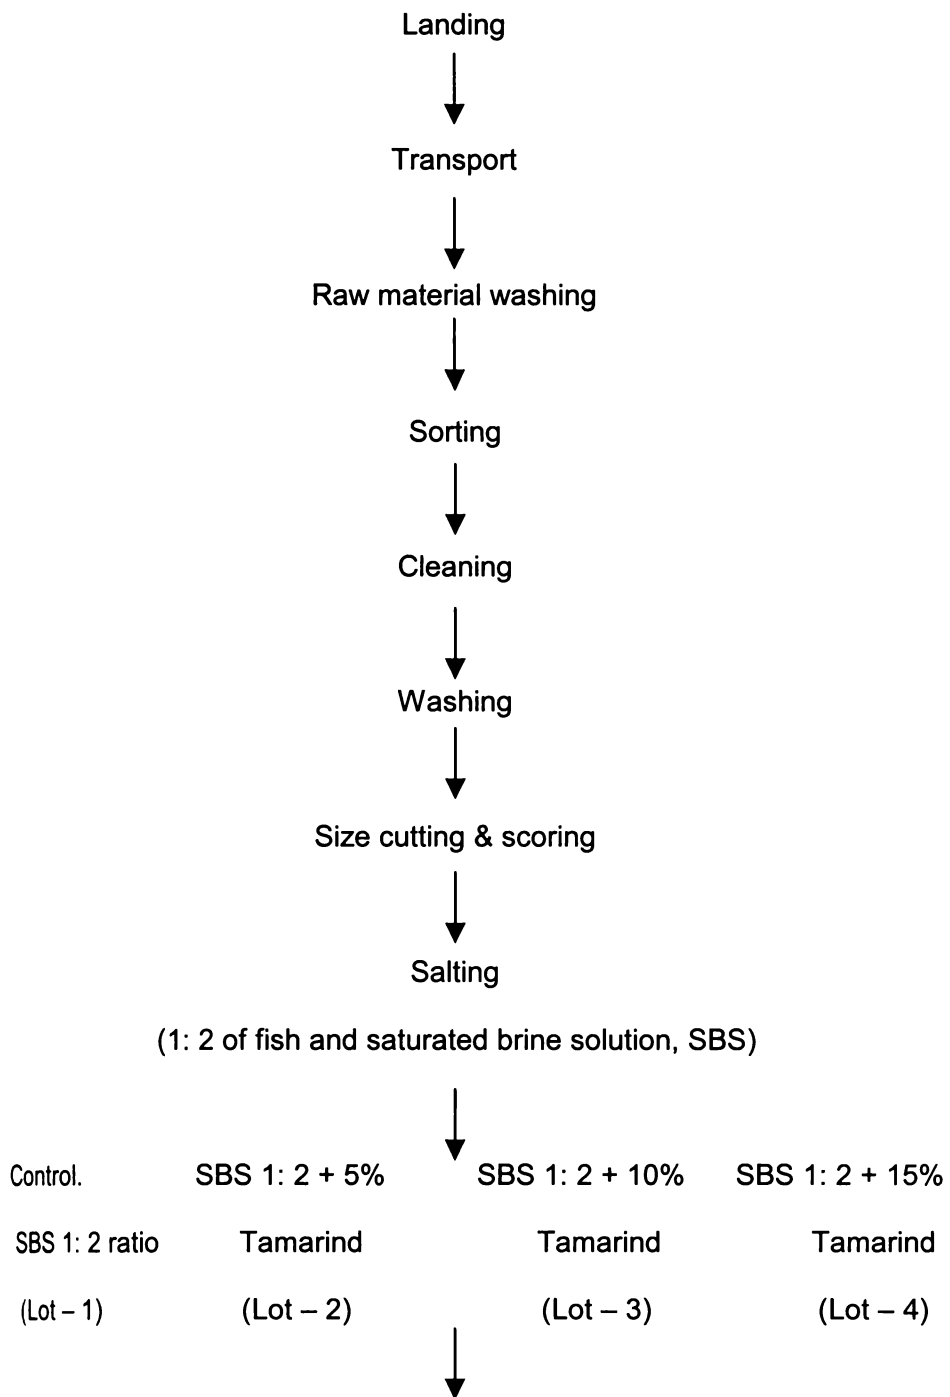 Landing
Transport
Raw material washing
Sorting
Cleaning
Washing
Size cutting & scoring
Salting
(1: 2 of fish and saturated brine solution, SBS)
Control. SBS 1: 2 + 5% SBS 1: 2 + 10% SBS 1: 2 + 15%
SBS 1: 2 ratio Tamarind Tamarind Tamarind
(Lot – 1) (Lot – 2) (Lot – 3) (Lot – 4)